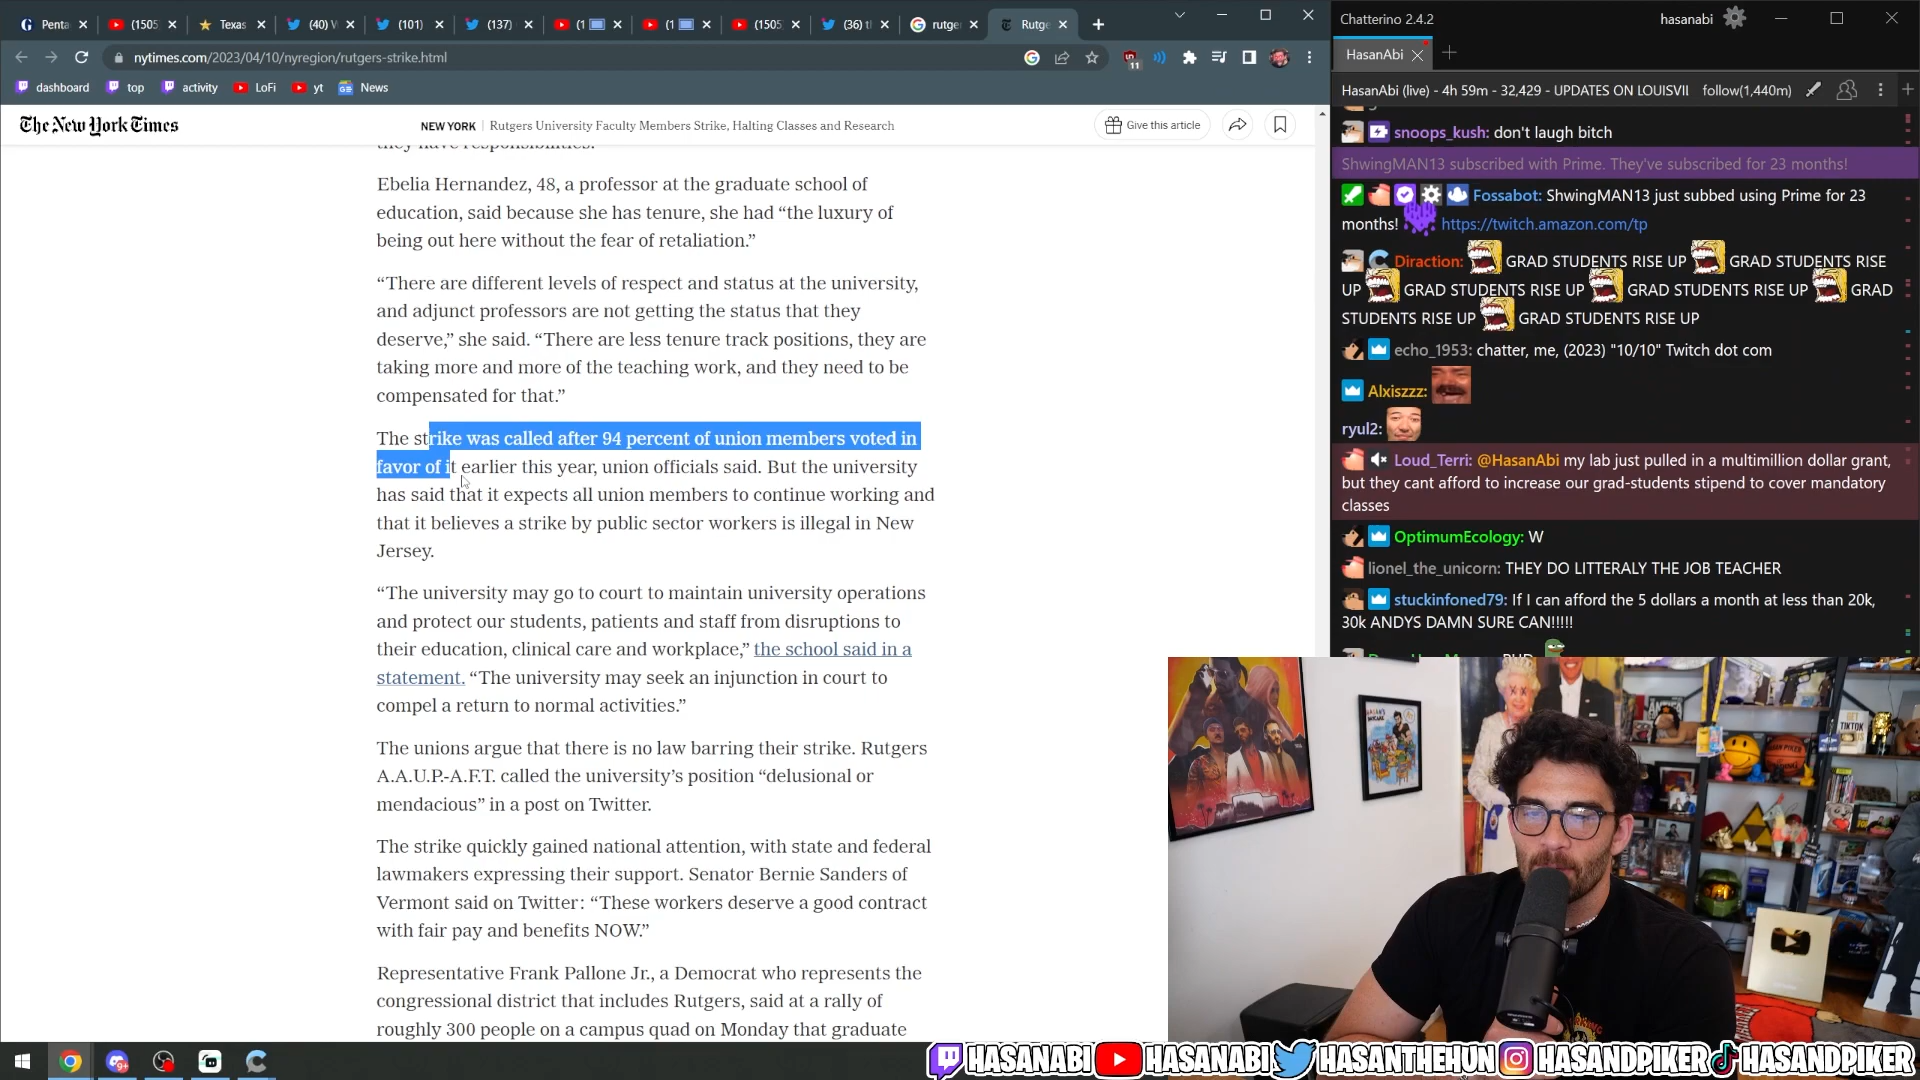 Penta
(1505
Texas
(40) V
(101)
(137)
(1
(1
(1505
(36) tl
rutge
Rutge
nytimes.com/2023/04/10/nyregion/rutgers-strike.html
11
dashboard
top
activity
LoFi
yt
News
The New York Times
NEW YORK | Rutgers University Faculty Members Strike, Halting Classes and Research
Give this article
they have responsibilities.
Ebelia Hernandez, 48, a professor at the graduate school of
education, said because she has tenure, she had “the luxury of
being out here without the fear of retaliation.”
“There are different levels of respect and status at the university,
and adjunct professors are not getting the status that they
deserve,” she said. “There are less tenure track positions, they are
taking more and more of the teaching work, and they need to be
compensated for that.”
The strike was called after 94 percent of union members voted in
favor of it earlier this year, union officials said. But the university
has said that it expects all union members to continue working and
that it believes a strike by public sector workers is illegal in New
Jersey.
“The university may go to court to maintain university operations
and protect our students, patients and staff from disruptions to
their education, clinical care and workplace,” the school said in a
statement. “The university may seek an injunction in court to
compel a return to normal activities.”
The unions argue that there is no law barring their strike. Rutgers
A.A.U.P.-A.F.T. called the university’s position “delusional or
mendacious” in a post on Twitter.
The strike quickly gained national attention, with state and federal
lawmakers expressing their support. Senator Bernie Sanders of
Vermont said on Twitter: “These workers deserve a good contract
with fair pay and benefits NOW.”
Representative Frank Pallone Jr., a Democrat who represents the
congressional district that includes Rutgers, said at a rally of
roughly 300 people on a campus quad on Monday that graduate
Chatterino 2.4.2
hasanabi
HasanAbi
HasanAbi (live) - 4h 59m - 32,429 - UPDATES ON LOUISVII
follow(1,440m)
snoops_kush: don't laugh bitch
ShwingMAN13 subscribed with Prime. They've subscribed for 23 months!
Fossabot: ShwingMAN13 just subbed using Prime for 23
months! https://twitch.amazon.com/tp
Diraction: GRAD STUDENTS RISE UP GRAD STUDENTS RISE
UP GRAD STUDENTS RISE UP GRAD STUDENTS RISE UP GRAD
STUDENTS RISE UP GRAD STUDENTS RISE UP
echo_1953: chatter, me, (2023) "10/10" Twitch dot com
Alxiszzz:
ryul2:
Loud_Terri: @HasanAbi my lab just pulled in a multimillion dollar grant,
but they cant afford to increase our grad-students stipend to cover mandatory
classes
OptimumEcology: W
lionel_the_unicorn: THEY DO LITTERALY THE JOB TEACHER
stuckinfoned79: If I can afford the 5 dollars a month at less than 20k,
30k ANDYS DAMN SURE CAN!!!!!
HASANABI
HASANABI
HASANTHEHUN
HASANDPIKER
HASANDPIKER